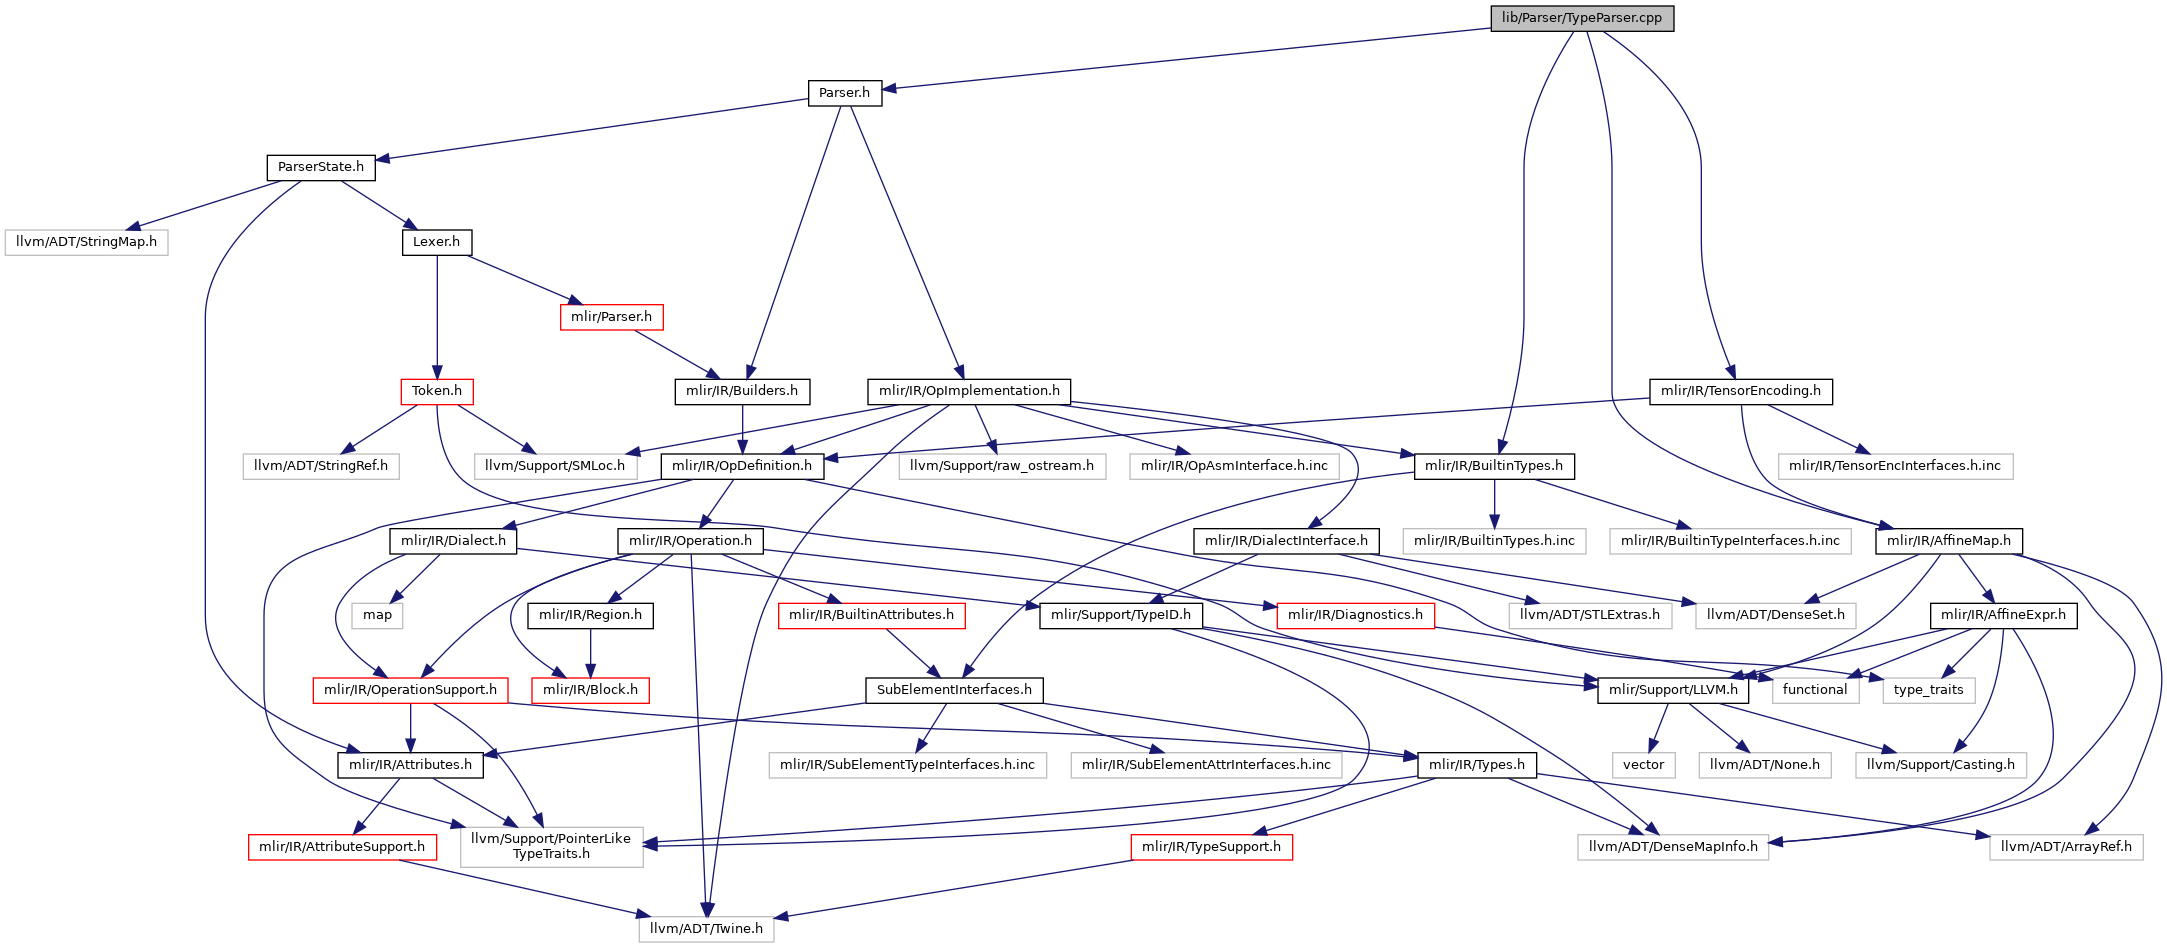 lib/Parser/TypeParser.cpp
Parser.h
ParserState.h
llvm/ADT/StringMap.h
Lexer.h
mlir/Parser.h
Token.h
mlir/IR/Builders.h
mlir/IR/OpImplementation.h
mlir/IR/TensorEncoding.h
llvm/ADT/StringRef.h
llvm/Support/SMLoc.h
mlir/IR/OpDefinition.h
llvm/Support/raw_ostream.h
mlir/IR/OpAsmInterface.h.inc
mlir/IR/BuiltinTypes.h
mlir/IR/TensorEncInterfaces.h.inc
mlir/IR/Dialect.h
mlir/IR/Operation.h
mlir/IR/DialectInterface.h
mlir/IR/BuiltinTypes.h.inc
mlir/IR/BuiltinTypeInterfaces.h.inc
mlir/IR/AffineMap.h
map
mlir/IR/Region.h
mlir/IR/BuiltinAttributes.h
mlir/Support/TypeID.h
mlir/IR/Diagnostics.h
llvm/ADT/STLExtras.h
llvm/ADT/DenseSet.h
mlir/IR/AffineExpr.h
mlir/IR/OperationSupport.h
mlir/IR/Block.h
SubElementInterfaces.h
mlir/Support/LLVM.h
functional
type_traits
mlir/IR/Attributes.h
mlir/IR/SubElementTypeInterfaces.h.inc
mlir/IR/SubElementAttrInterfaces.h.inc
mlir/IR/Types.h
vector
llvm/ADT/None.h
llvm/Support/Casting.h
mlir/IR/AttributeSupport.h
llvm/Support/PointerLike
TypeTraits.h
mlir/IR/TypeSupport.h
llvm/ADT/DenseMapInfo.h
llvm/ADT/ArrayRef.h
llvm/ADT/Twine.h